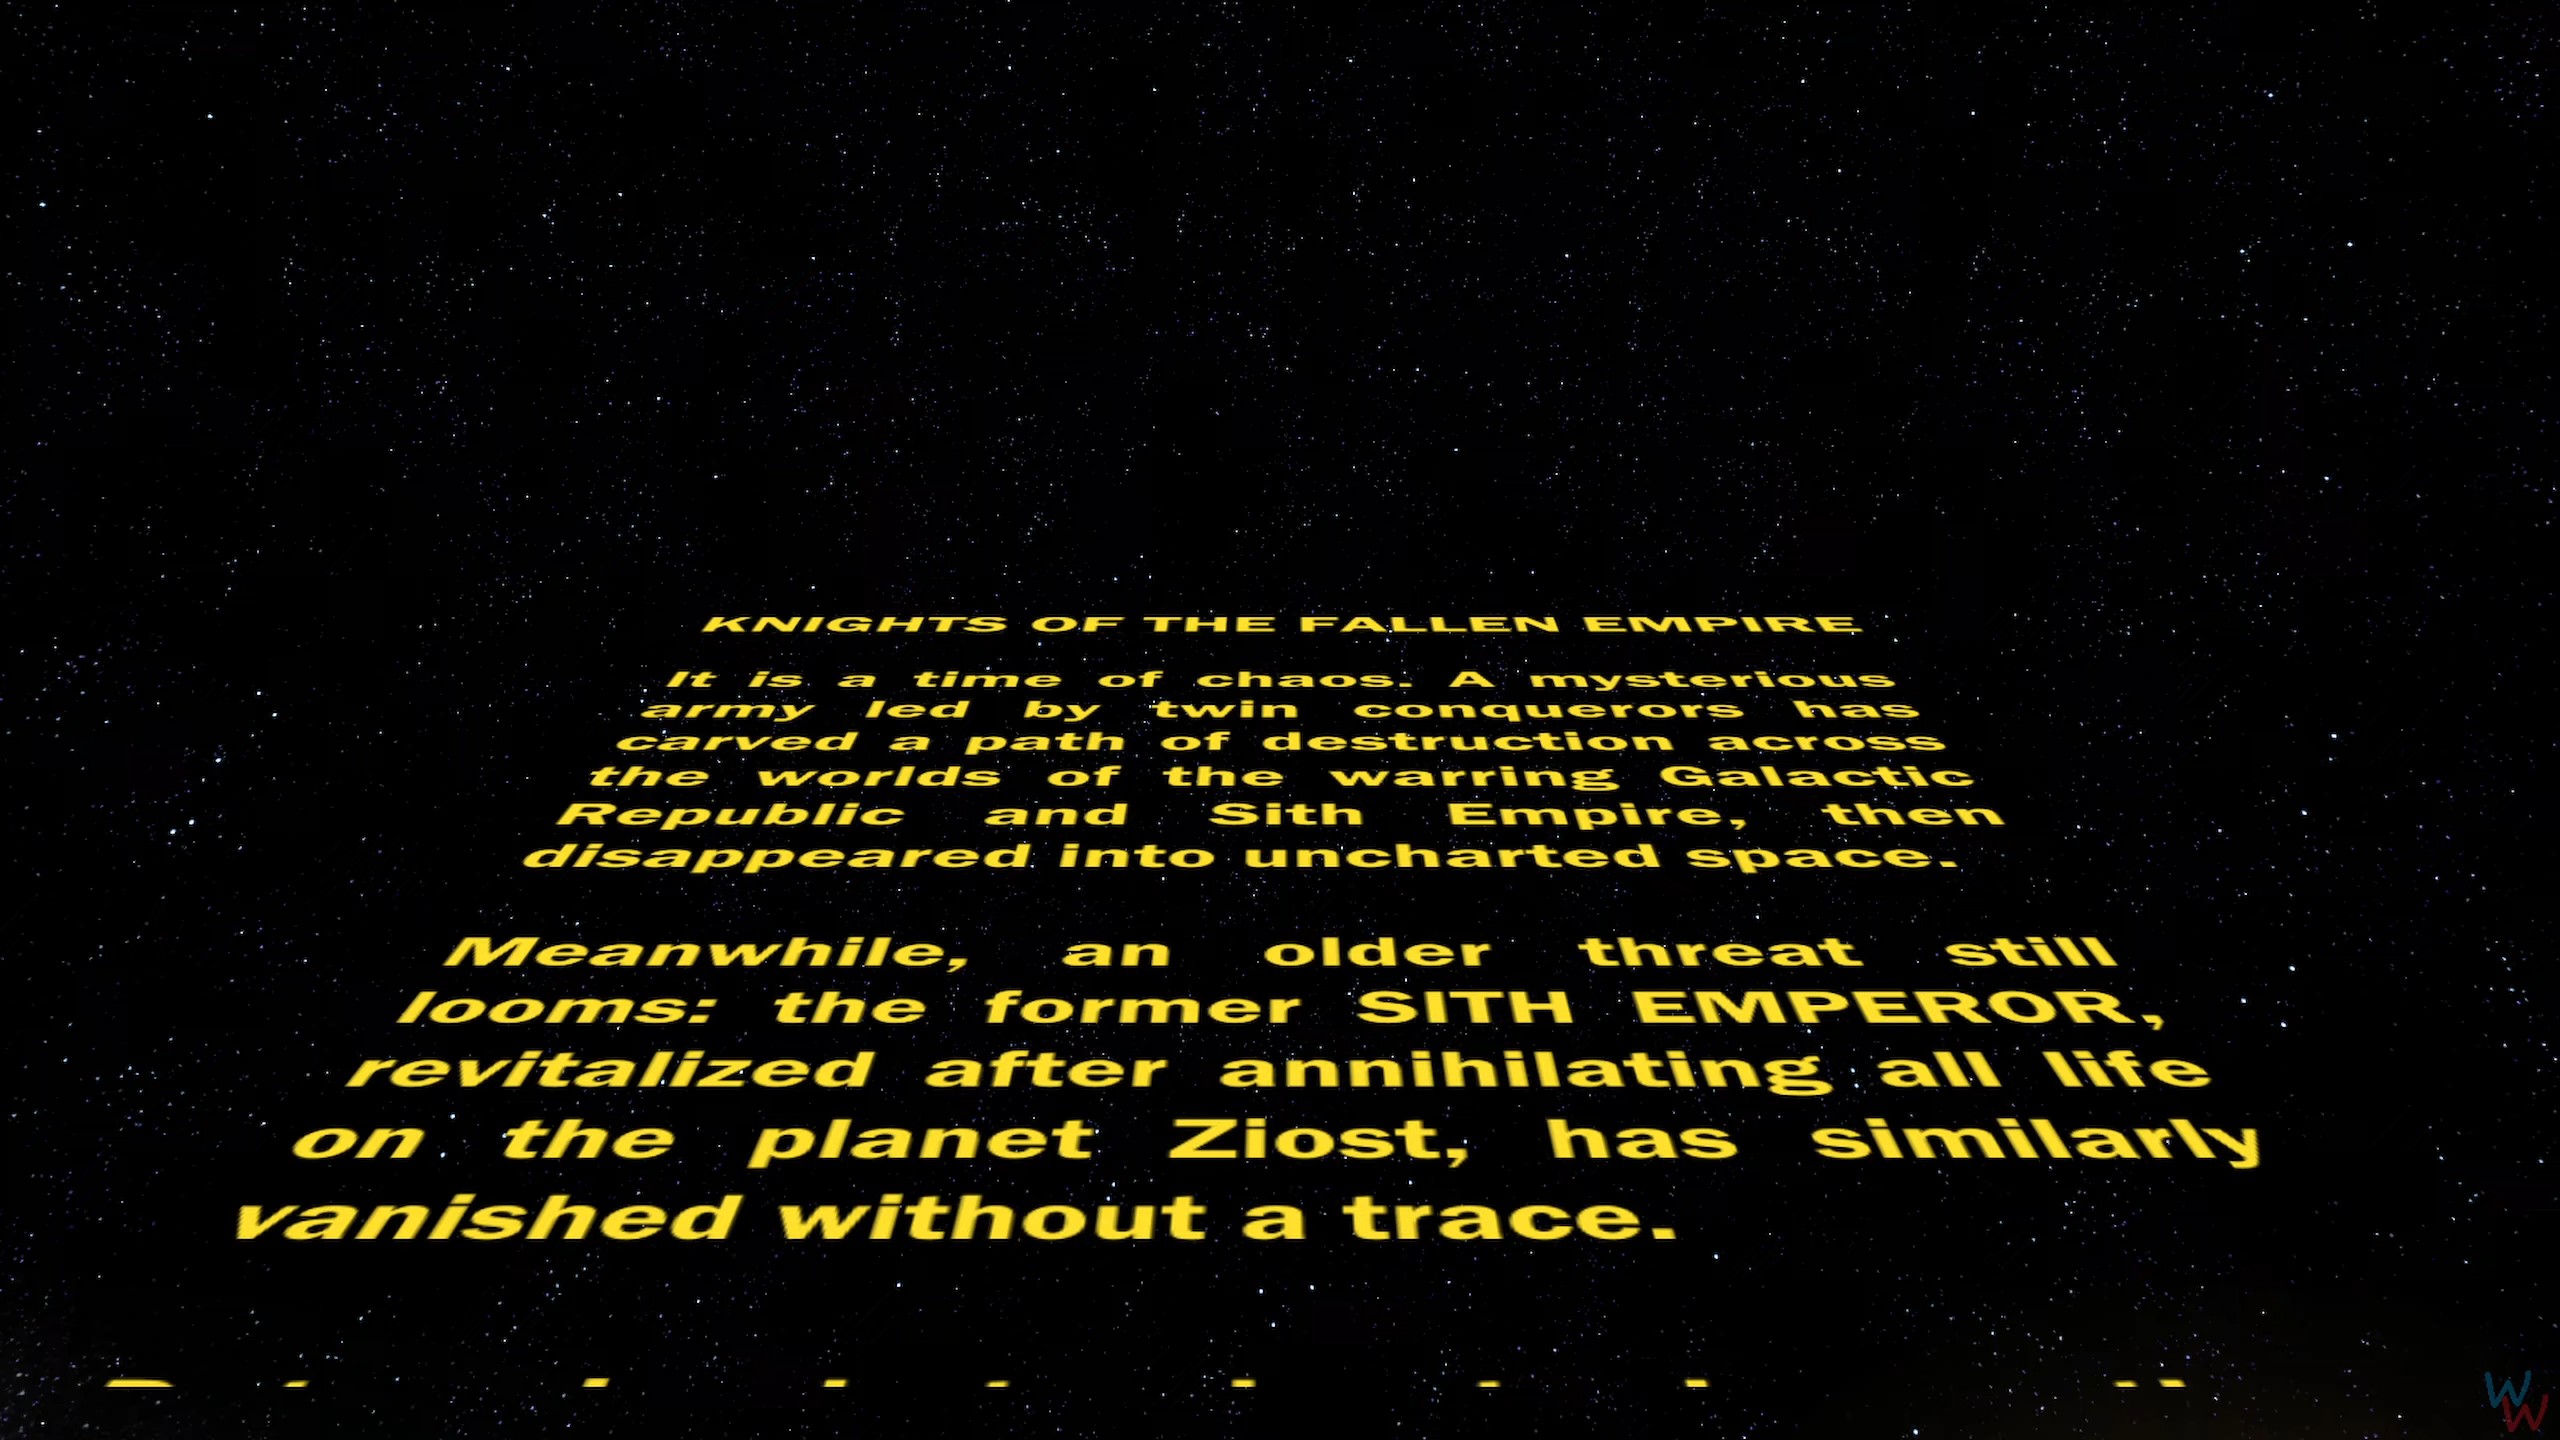 KNIGHTS OF THE FALLEN EMPIRE
It is a time of chaos. A mysterious
army led by twin conquerors has
carved a path of destruction across
the worlds of the warring Galactic
Republic and Sith Empire, then
disappeared into uncharted space.
Meanwhile, an older threat still
looms: the former SITH EMPEROR,
revitalized after annihilating all life
on the planet Ziost, has similarly
vanished without a trace.
WW